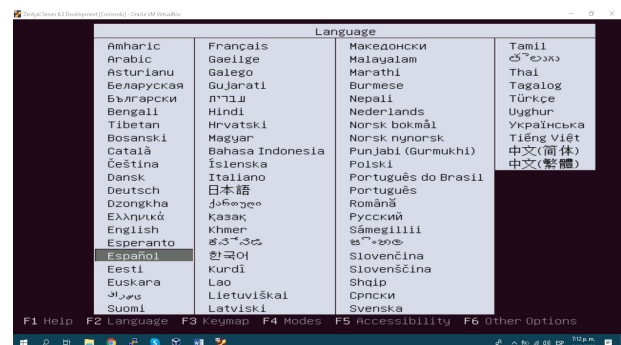 Zentyal Server 8.2 Development [Corriendo] - Oracle VM VirtualBox
Language
Amharic
Arabic
Asturianu
Беларуская
Български
Bengali
Tibetan
Bosanski
Català
Čeština
Dansk
Deutsch
Dzongkha
Ελληνικά
English
Esperanto
Español
Eesti
Euskara
Suomi
Français
Gaeilge
Galego
Gujarati
עברית
Hindi
Hrvatski
Magyar
Bahasa Indonesia
Íslenska
Italiano
日本語
ქართული
Қазақ
Khmer
ಕನ್ನಡ
한국어
Kurdî
Lao
Lietuviškai
Latviski
Македонски
Malayalam
Marathi
Burmese
Nepali
Nederlands
Norsk bokmål
Norsk nynorsk
Punjabi (Gurmukhi)
Polski
Português do Brasil
Português
Română
Русский
Sámegillii
සිංහල
Slovenčina
Slovenščina
Shqip
Српски
Svenska
Tamil
తెలుగు
Thai
Tagalog
Türkçe
Uyghur
Українська
Tiếng Việt
中文(简体)
中文(繁體)
F1 Help F2 Language F3 Keymap F4 Modes F5 Accessibility F6 Other Options
ESP 7:12 p. m.